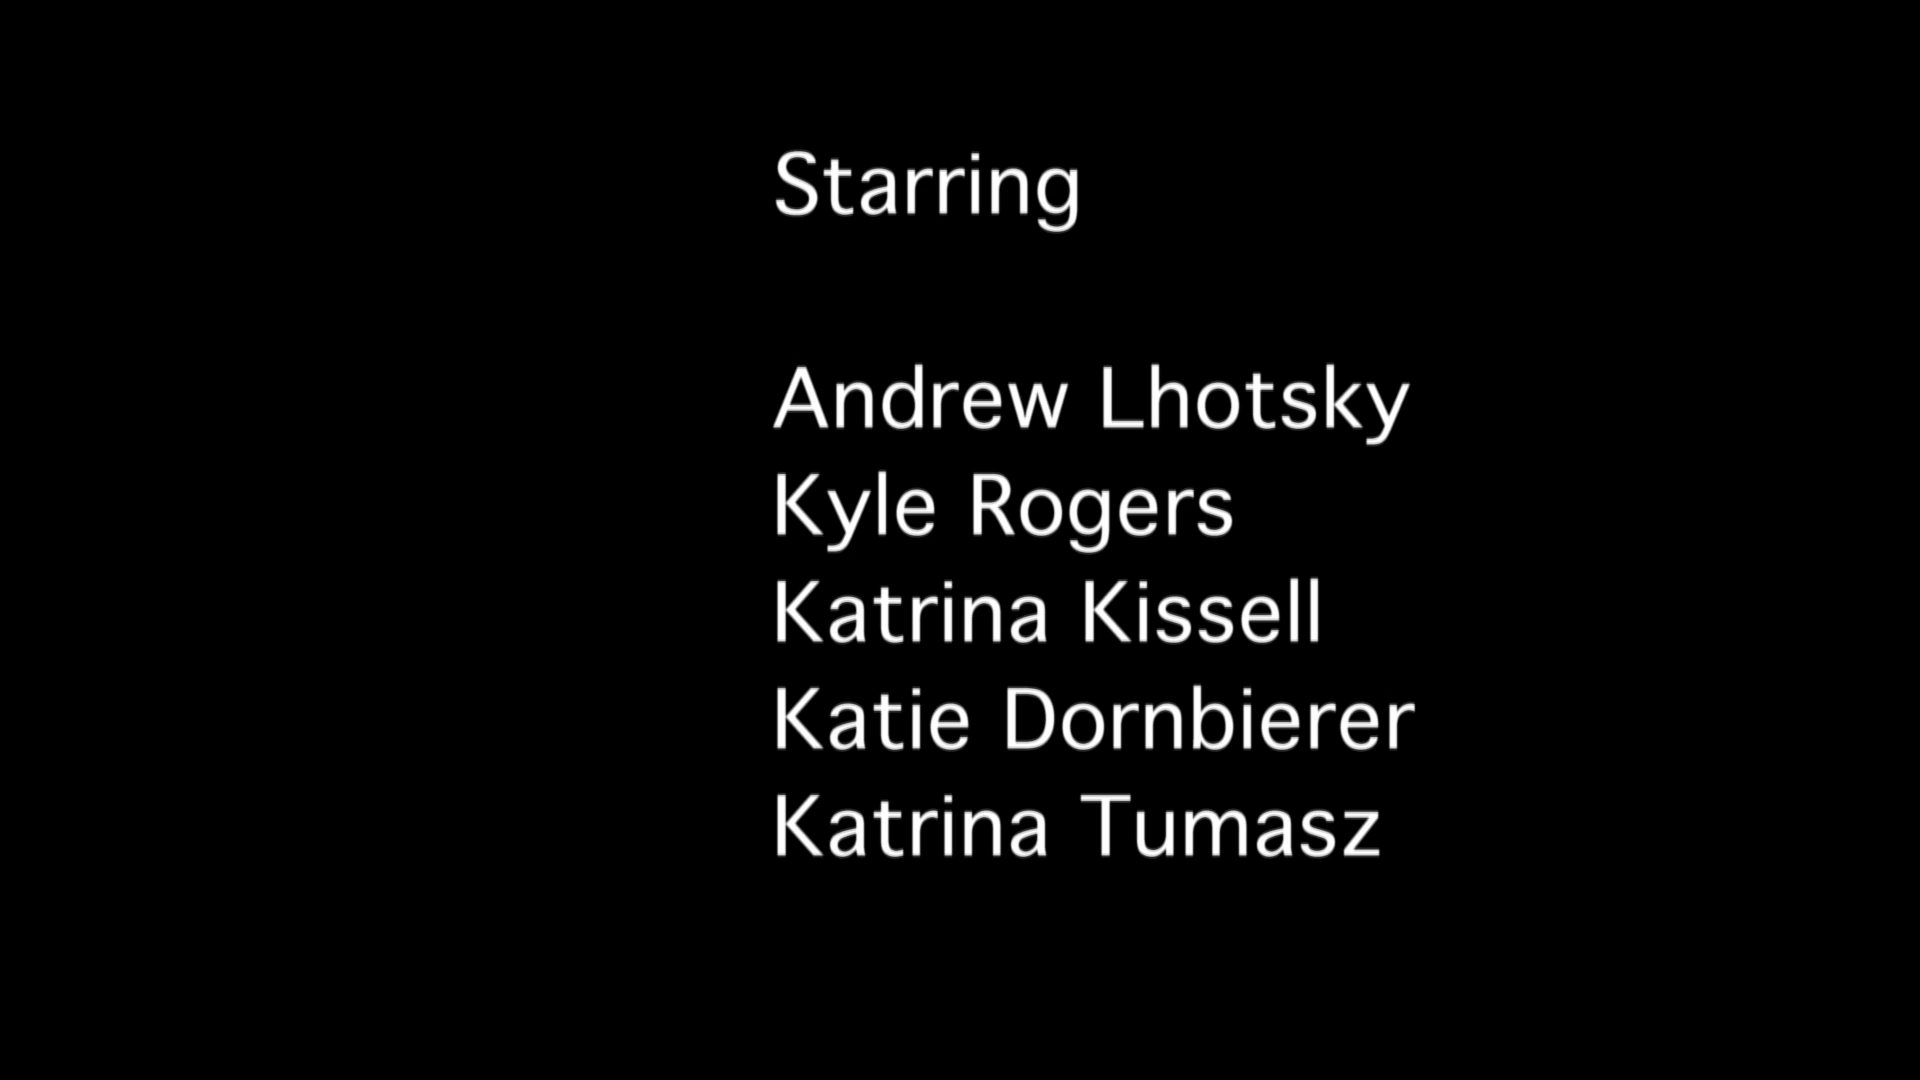 Starring
Andrew Lhotsky
Kyle Rogers
Katrina Kissell
Katie Dornbierer
Katrina Tumasz